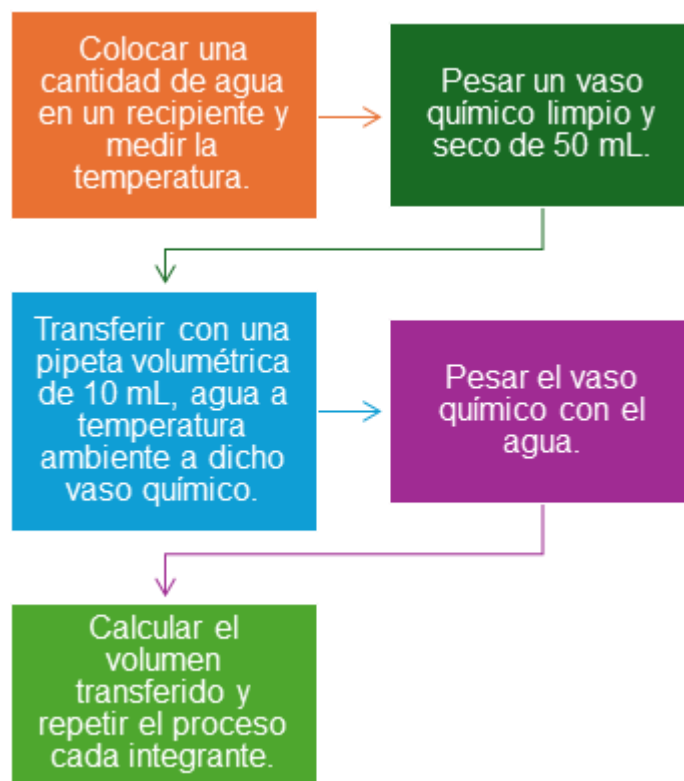 Colocar una
cantidad de agua
en un recipiente y
medir la
temperatura.
Pesar un vaso
químico limpio y
seco de 50 mL.
Transferir con una
pipeta volumétrica
de 10 mL, agua a
temperatura
ambiente a dicho
vaso químico.
Pesar el vaso
químico con el
agua.
Calcular el
volumen
transferido y
repetir el proceso
cada integrante.